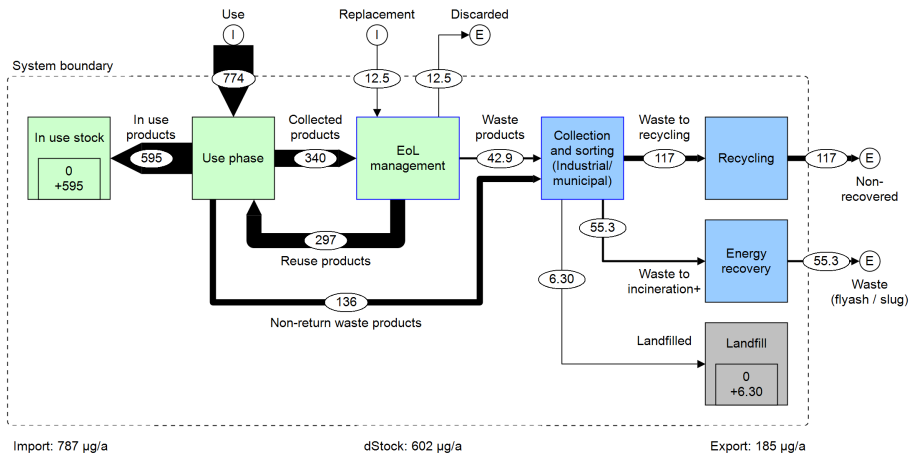 Use
Replacement
Discarded
I
I
E
System boundary
774
12.5
12.5
In use stock
0
+595
In use
products
595
Use phase
Collected
products
340
EoL
management
Waste
products
42.9
Collection
and sorting
(Industrial/
municipal)
Waste to
recycling
117
Recycling
117
E
Non-
recovered
297
Reuse products
136
Non-return waste products
55.3
6.30
Waste to
incineration+
Energy
recovery
55.3
E
Waste
(flyash / slug)
Landfilled
Landfill
0
+6.30
Import: 787 µg/a
dStock: 602 µg/a
Export: 185 µg/a